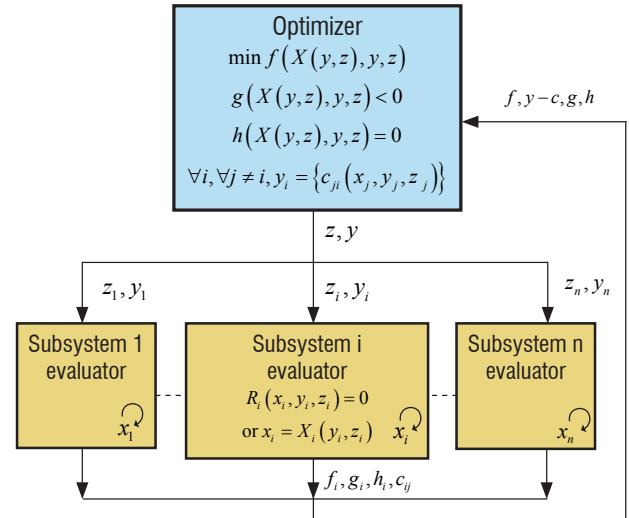 Optimizer
min f(X(y,z),y,z)
g(X(y,z),y,z)<0
h(X(y,z),y,z)=0
∀i,∀j≠i,y_i={c_ji(x_j,y_j,z_j)}
f,y−c,g,h
z,y
z_1,y_1
z_i,y_i
z_n,y_n
Subsystem 1
evaluator
x_1
Subsystem i
evaluator
R_i(x_i,y_i,z_i)=0
or x_i=X_i(y_i,z_i)
x_i
Subsystem n
evaluator
x_n
f_i,g_i,h_i,c_ij